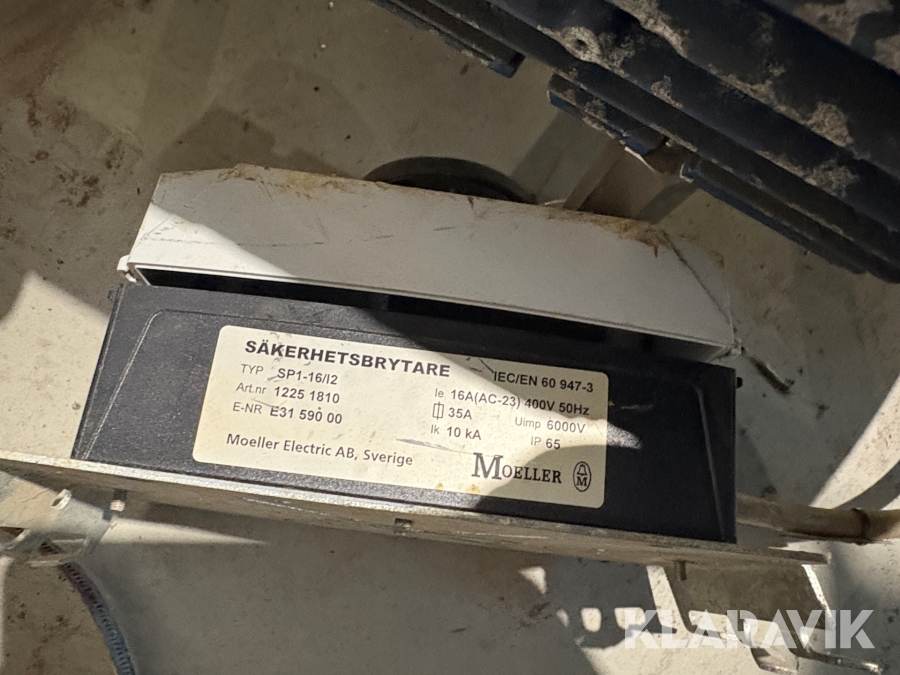 SÄKERHETSBRYTARE
TYP SP1-16/I2
Art.nr 1225 1810
E-NR E31 590 00
Moeller Electric AB, Sverige
IEC/EN 60 947-3
Ie 16A(AC-23) 400V 50Hz
35A Uimp 6000V
Ik 10 kA IP 65
MOELLER M
KLARAVIK